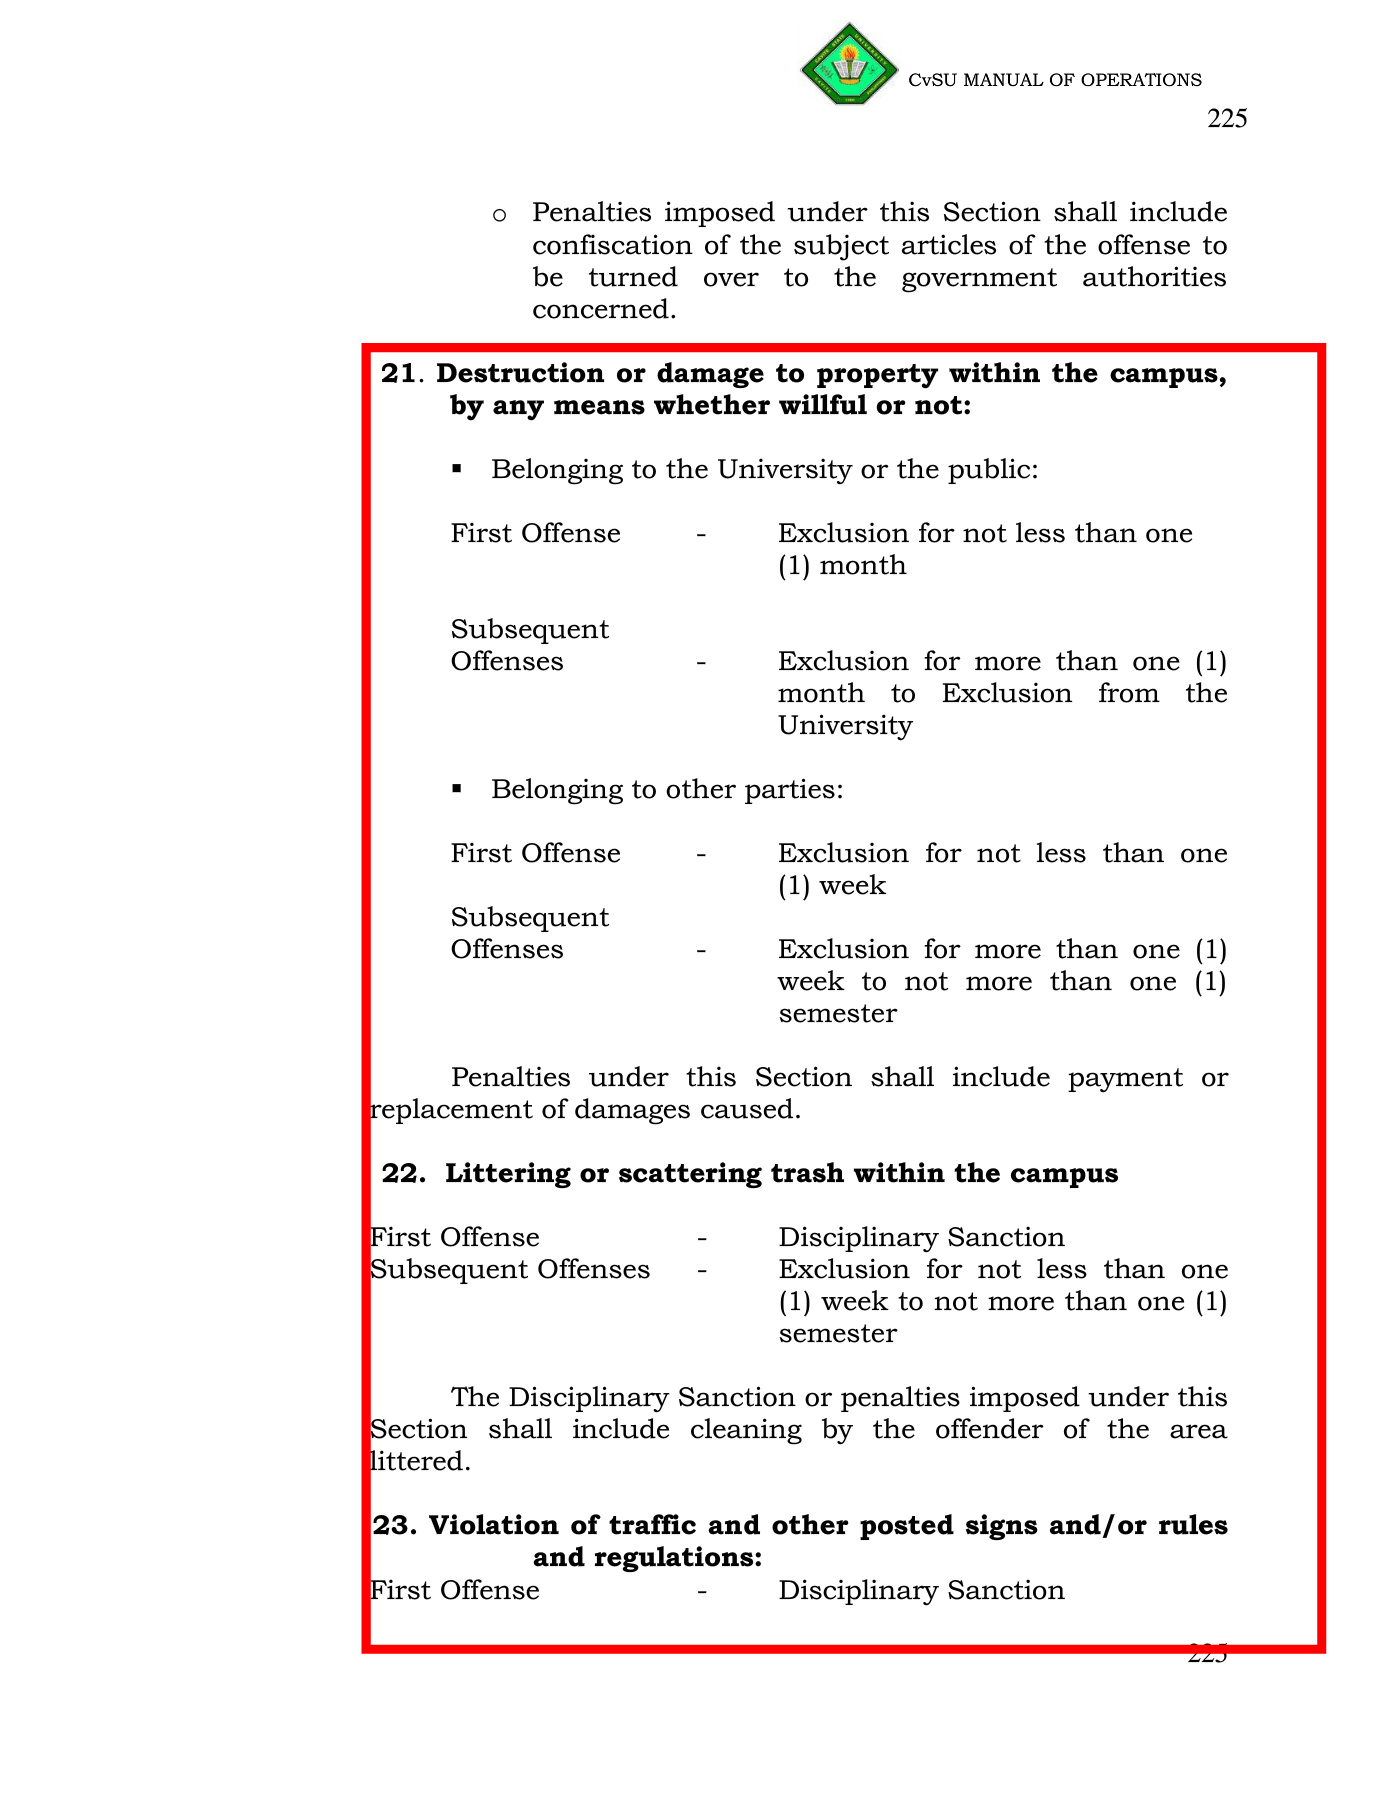 CvSU MANUAL OF OPERATIONS
225
o Penalties imposed under this Section shall include
confiscation of the subject articles of the offense to
be turned over to the government authorities
concerned.
21. Destruction or damage to property within the campus,
by any means whether willful or not:
▪ Belonging to the University or the public:
First Offense - Exclusion for not less than one
(1) month
Subsequent
Offenses - Exclusion for more than one (1)
month to Exclusion from the
University
▪ Belonging to other parties:
First Offense - Exclusion for not less than one
(1) week
Subsequent
Offenses - Exclusion for more than one (1)
week to not more than one (1)
semester
Penalties under this Section shall include payment or
replacement of damages caused.
22. Littering or scattering trash within the campus
First Offense - Disciplinary Sanction
Subsequent Offenses - Exclusion for not less than one
(1) week to not more than one (1)
semester
The Disciplinary Sanction or penalties imposed under this
Section shall include cleaning by the offender of the area
littered.
23. Violation of traffic and other posted signs and/or rules
and regulations:
First Offense - Disciplinary Sanction
225